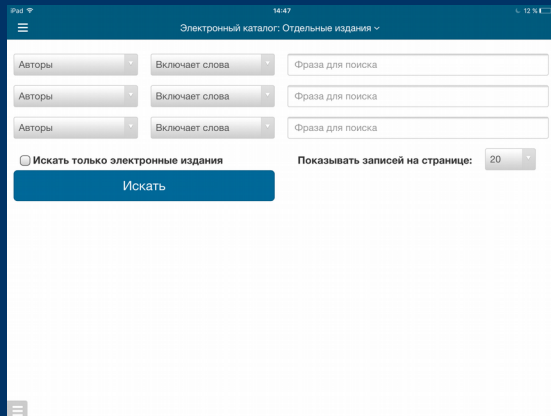 iPad 14:47 12 %
Электронный каталог: Отдельные издания
Авторы Включает слова Фраза для поиска
Авторы Включает слова Фраза для поиска
Авторы Включает слова Фраза для поиска
Искать только электронные издания Показывать записей на странице: 20
Искать